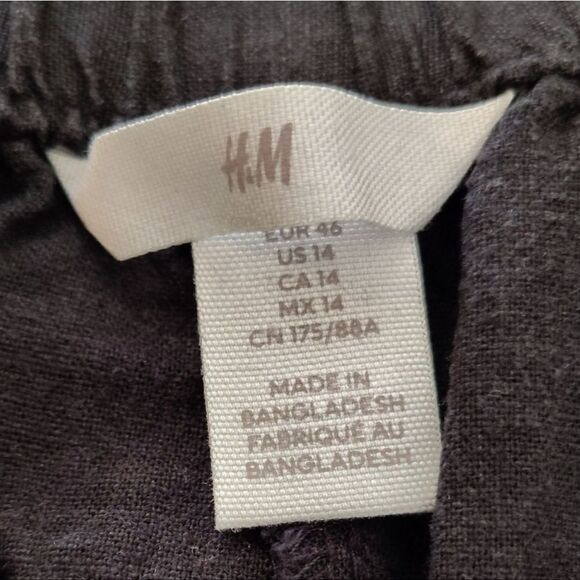 H&M
EUR 46
US 14
CA 14
MX 14
CN 175/88A
MADE IN
BANGLADESH
FABRIQUÉ AU
BANGLADESH